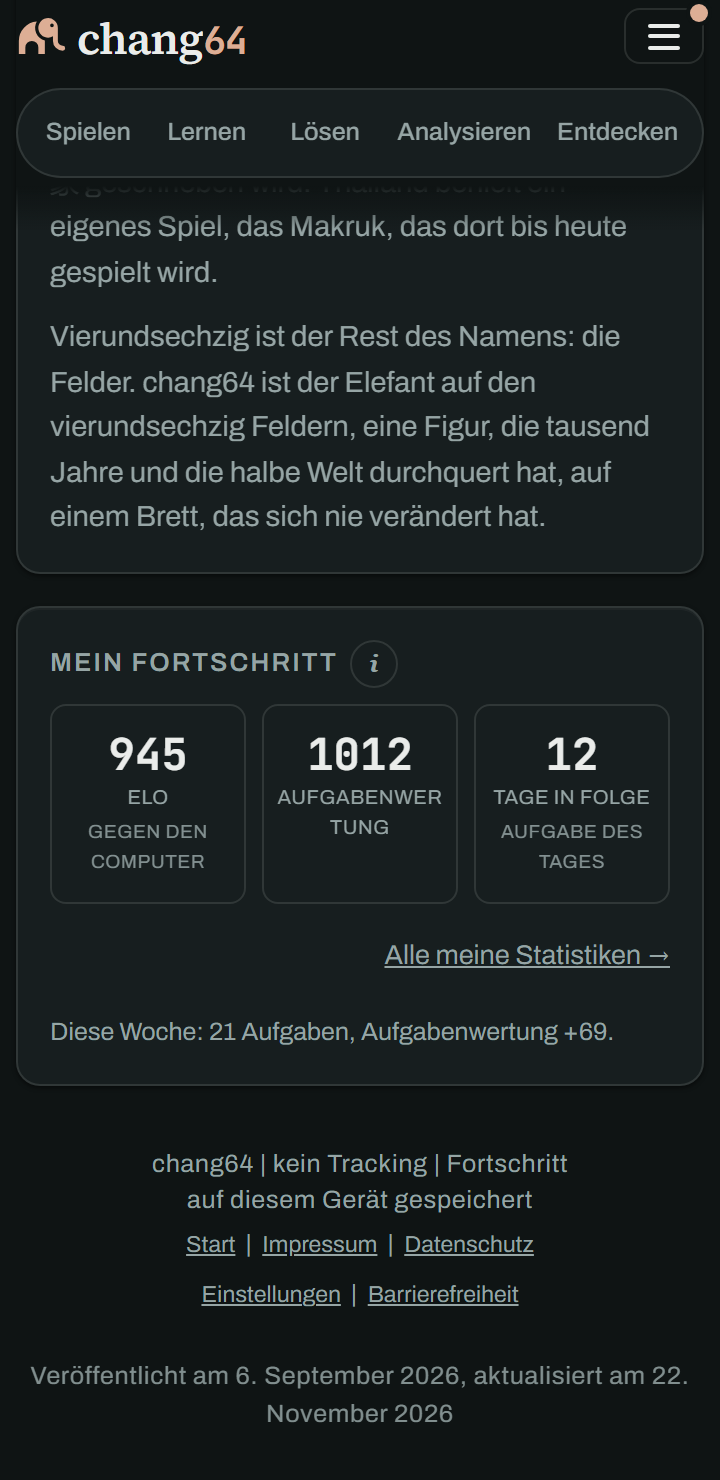 chang64
Spielen Lernen Lösen Analysieren Entdecken
eigenes Spiel, das Makruk, das dort bis heute
gespielt wird.
Vierundsechzig ist der Rest des Namens: die
Felder. chang64 ist der Elefant auf den
vierundsechzig Feldern, eine Figur, die tausend
Jahre und die halbe Welt durchquert hat, auf
einem Brett, das sich nie verändert hat.
MEIN FORTSCHRITT i
945
ELO
GEGEN DEN
COMPUTER
1012
AUFGABENWER
TUNG
12
TAGE IN FOLGE
AUFGABE DES
TAGES
Alle meine Statistiken →
Diese Woche: 21 Aufgaben, Aufgabenwertung +69.
chang64 | kein Tracking | Fortschritt
auf diesem Gerät gespeichert
Start | Impressum | Datenschutz
Einstellungen | Barrierefreiheit
Veröffentlicht am 6. September 2026, aktualisiert am 22.
November 2026